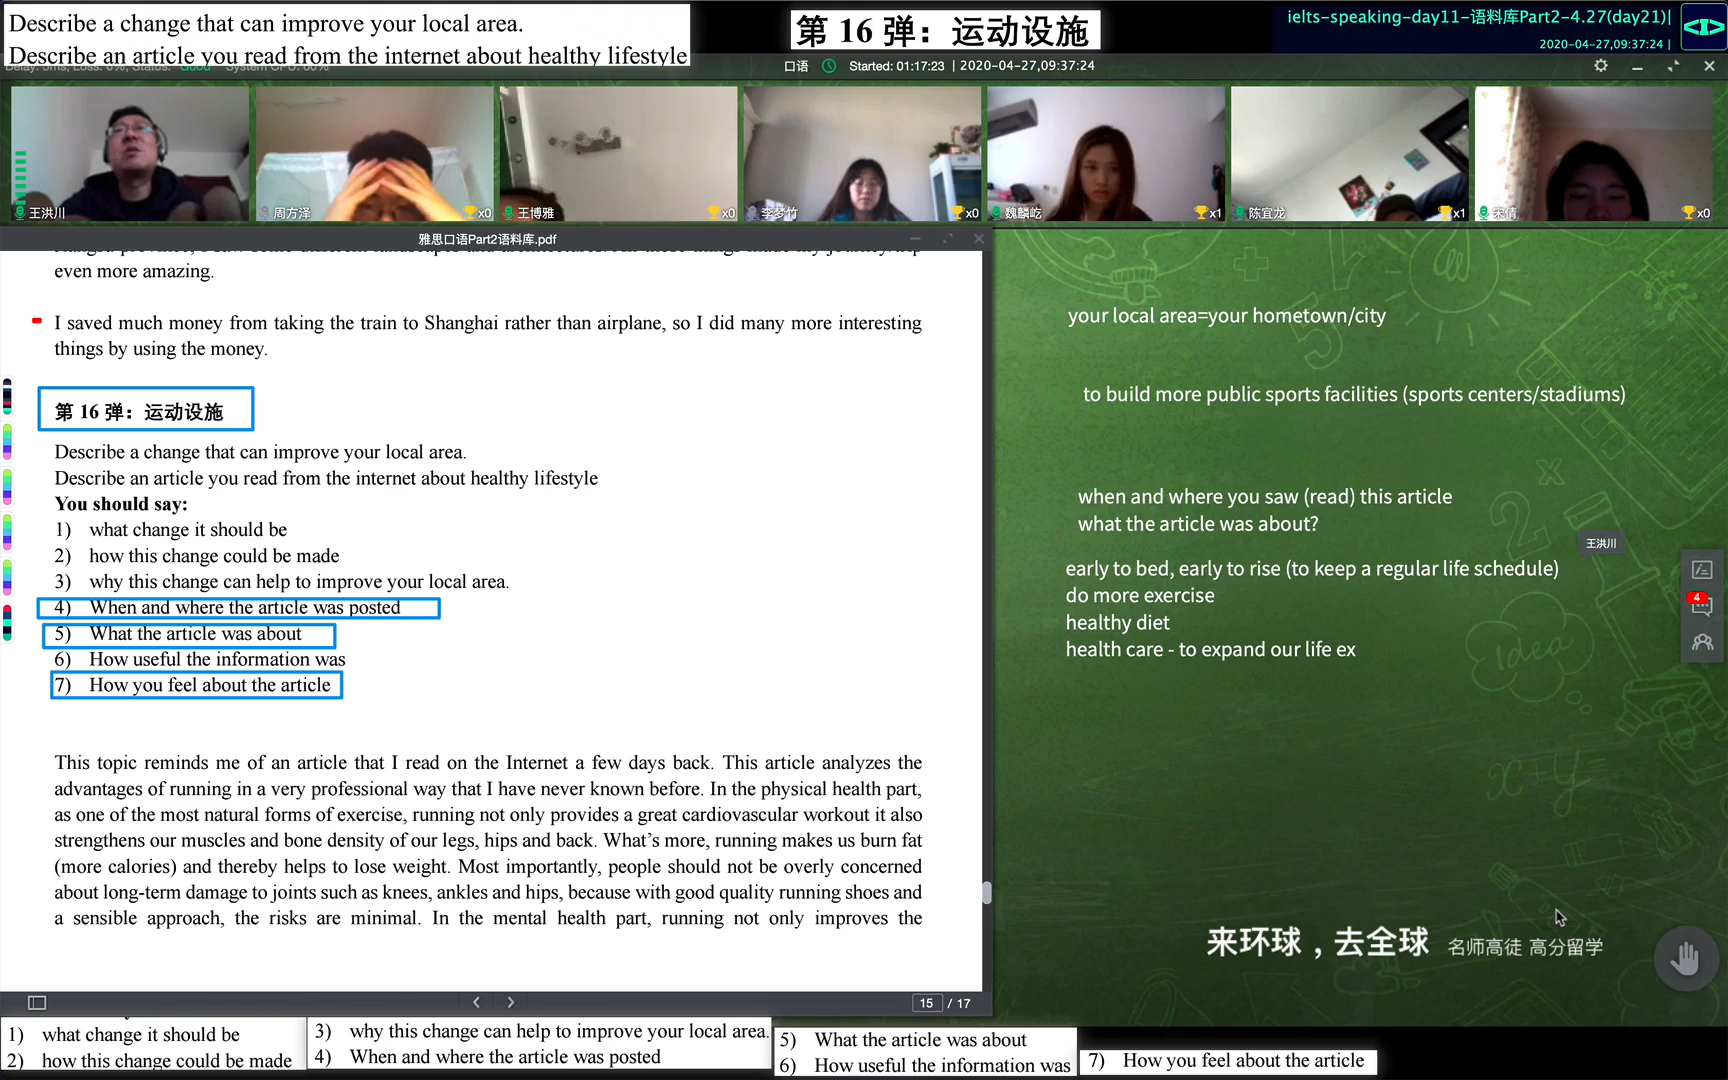 Describe a change that can improve your local area.
Describe an article you read from the internet about healthy lifestyle
第 16 弹：运动设施
ielts-speaking-day11-语料库Part2-4.27(day21)|
2020-04-27,09:37:24 |
口语 Started: 01:17:23 | 2020-04-27,09:37:24
王洪川
周方泽 x0
王博雅 x0
李梦竹 x0
魏麟屹 x1
陈宜龙 x1
宋倩 x0
雅思口语Part2语料库.pdf
even more amazing.
I saved much money from taking the train to Shanghai rather than airplane, so I did many more interesting
things by using the money.
第 16 弹：运动设施
Describe a change that can improve your local area.
Describe an article you read from the internet about healthy lifestyle
You should say:
1) what change it should be
2) how this change could be made
3) why this change can help to improve your local area.
4) When and where the article was posted
5) What the article was about
6) How useful the information was
7) How you feel about the article
This topic reminds me of an article that I read on the Internet a few days back. This article analyzes the
advantages of running in a very professional way that I have never known before. In the physical health part,
as one of the most natural forms of exercise, running not only provides a great cardiovascular workout it also
strengthens our muscles and bone density of our legs, hips and back. What's more, running makes us burn fat
(more calories) and thereby helps to lose weight. Most importantly, people should not be overly concerned
about long-term damage to joints such as knees, ankles and hips, because with good quality running shoes and
a sensible approach, the risks are minimal. In the mental health part, running not only improves the
15 / 17
your local area=your hometown/city
to build more public sports facilities (sports centers/stadiums)
when and where you saw (read) this article
what the article was about?
王洪川
early to bed, early to rise (to keep a regular life schedule)
do more exercise
healthy diet
health care - to expand our life ex
4
Idea
x+y=
来环球，去全球 名师高徒 高分留学
1) what change it should be
2) how this change could be made
3) why this change can help to improve your local area.
4) When and where the article was posted
5) What the article was about
6) How useful the information was
7) How you feel about the article